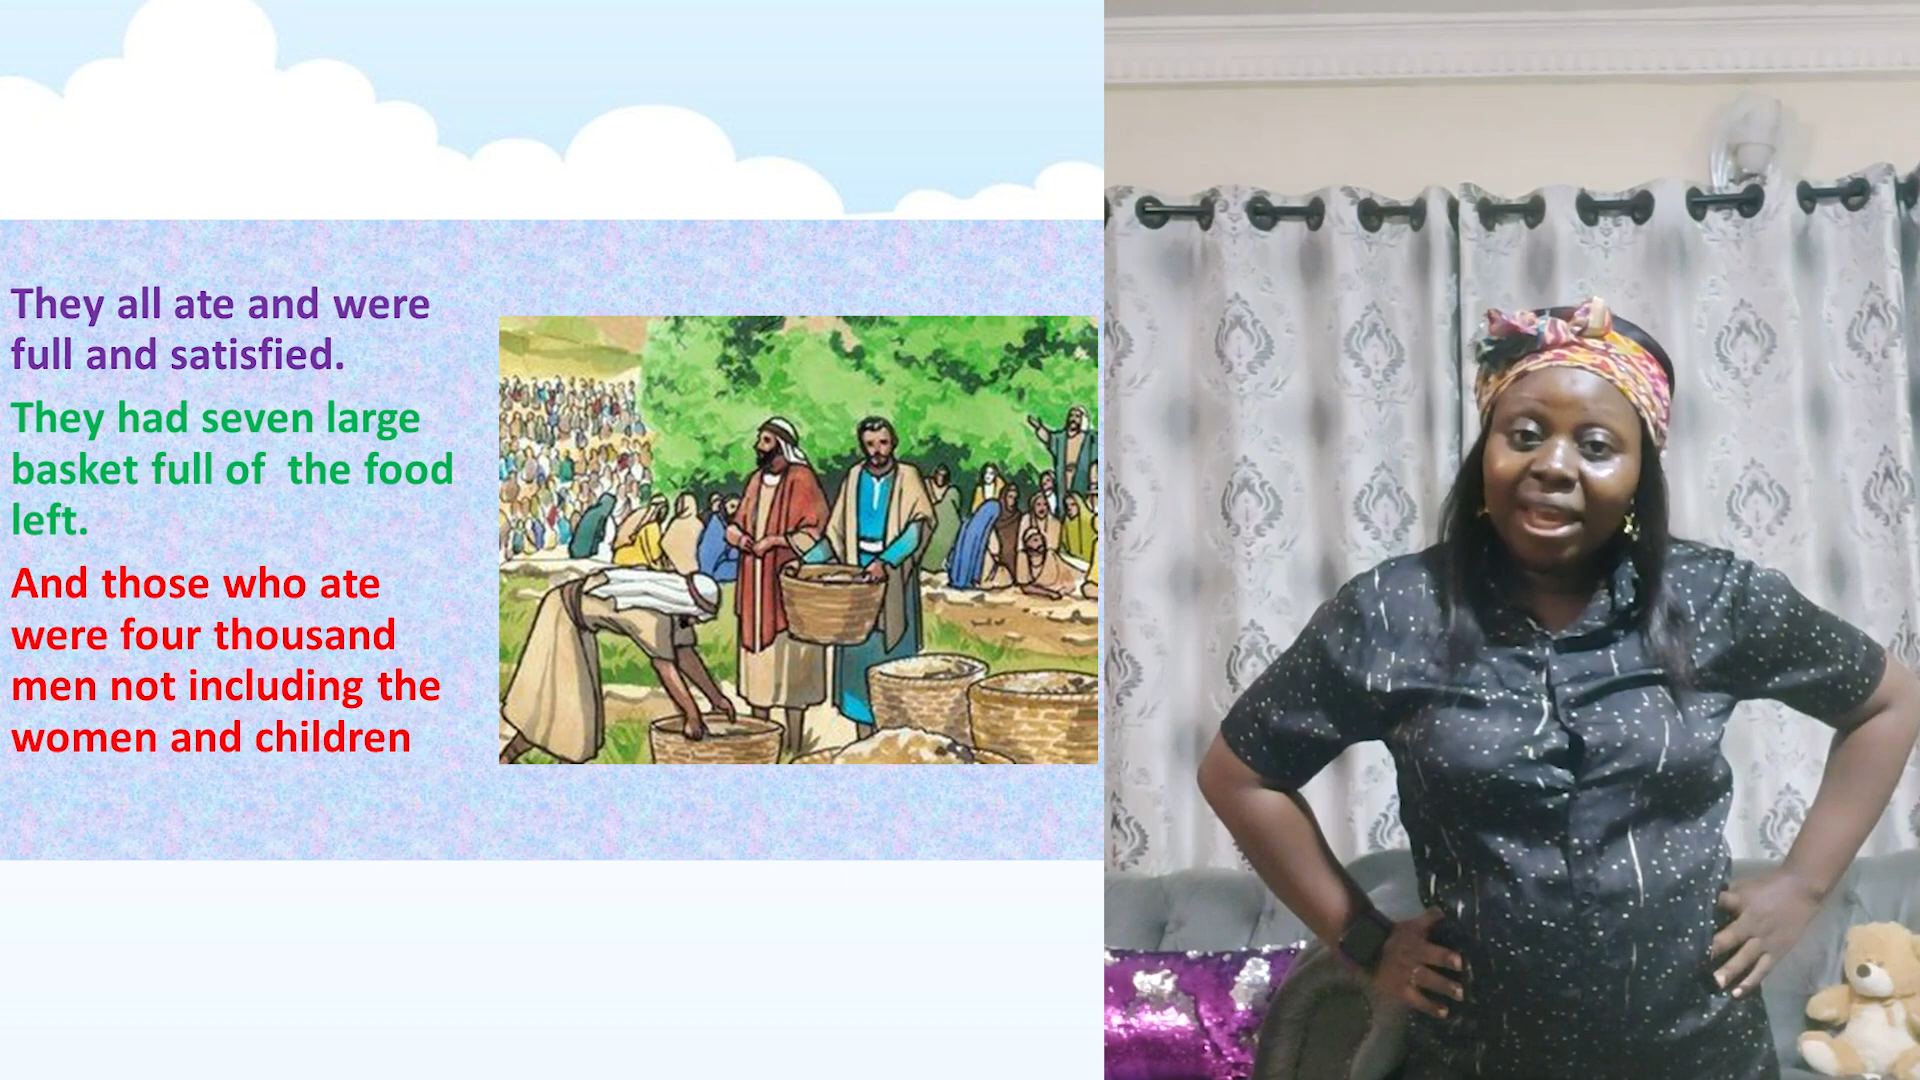 They all ate and were
full and satisfied.
They had seven large
basket full of  the food
left.
And those who ate
were four thousand
men not including the
women and children